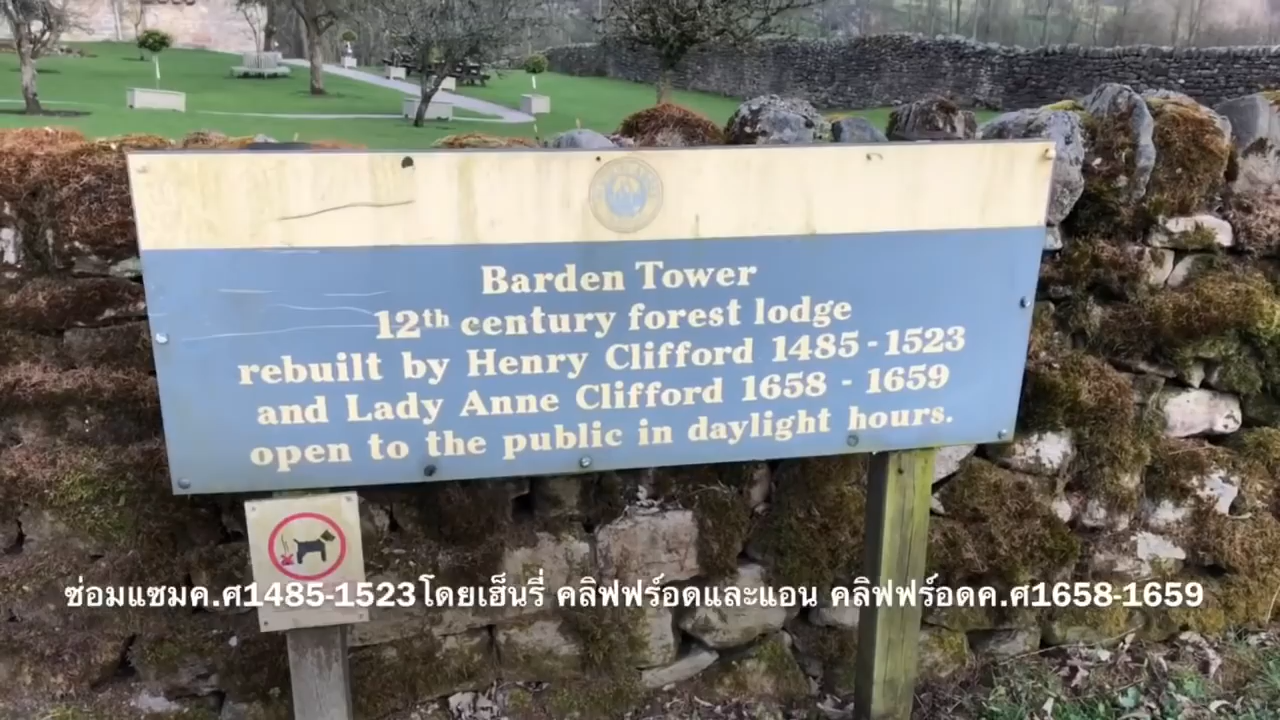 Barden Tower
12th century forest lodge
rebuilt by Henry Clifford 1485 - 1523
and Lady Anne Clifford 1658 - 1659
open to the public in daylight hours.
ซ่อมแซมค.ศ1485-1523โดยเฮ็นรี่ คลิฟฟร์อดและแอน คลิฟฟร์อดค.ศ1658-1659